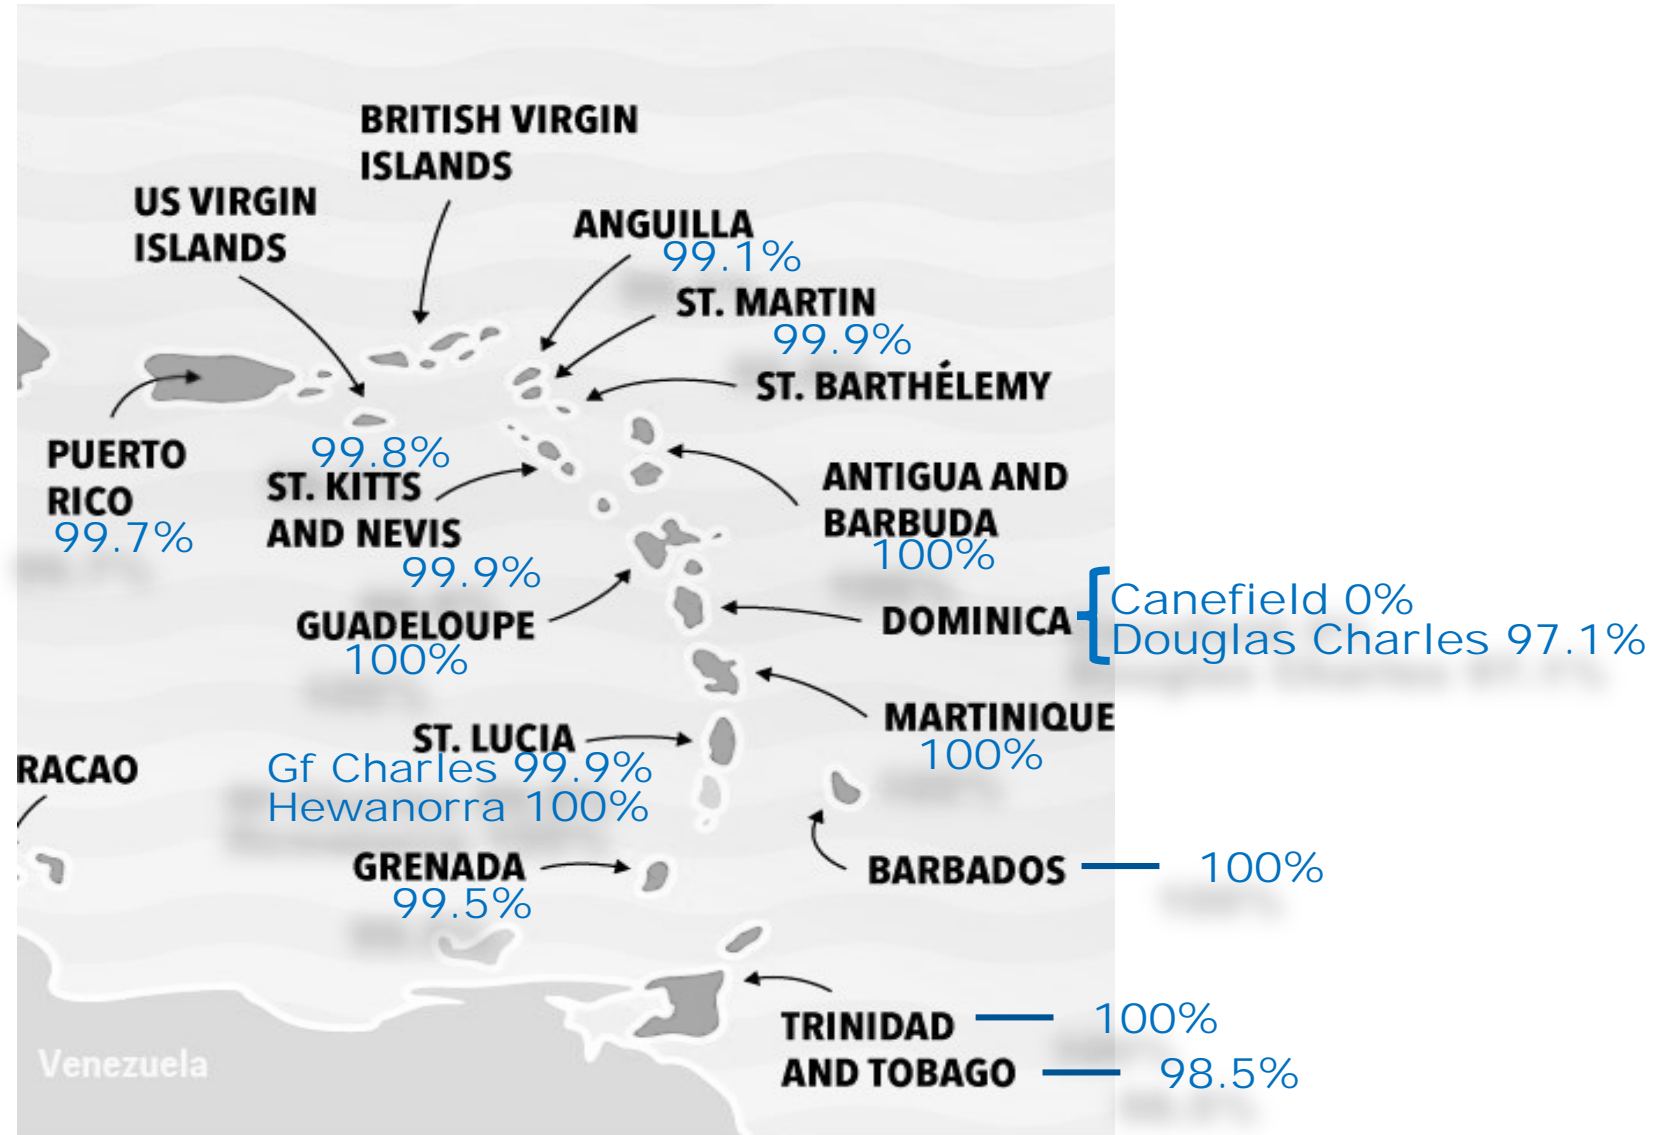 BRITISH VIRGIN
ISLANDS
US VIRGIN
ISLANDS
ANGUILLA
99.1%
ST. MARTIN
99.9%
ST. BARTHÉLEMY
PUERTO
RICO
99.7%
99.8%
ST. KITTS
AND NEVIS
99.9%
ANTIGUA AND
BARBUDA
100%
GUADELOUPE
100%
DOMINICA
Canefield 0%
Douglas Charles 97.1%
MARTINIQUE
100%
ST. LUCIA
Gf Charles 99.9%
Hewanorra 100%
RACAO
GRENADA
99.5%
BARBADOS
100%
TRINIDAD
100%
AND TOBAGO
98.5%
Venezuela